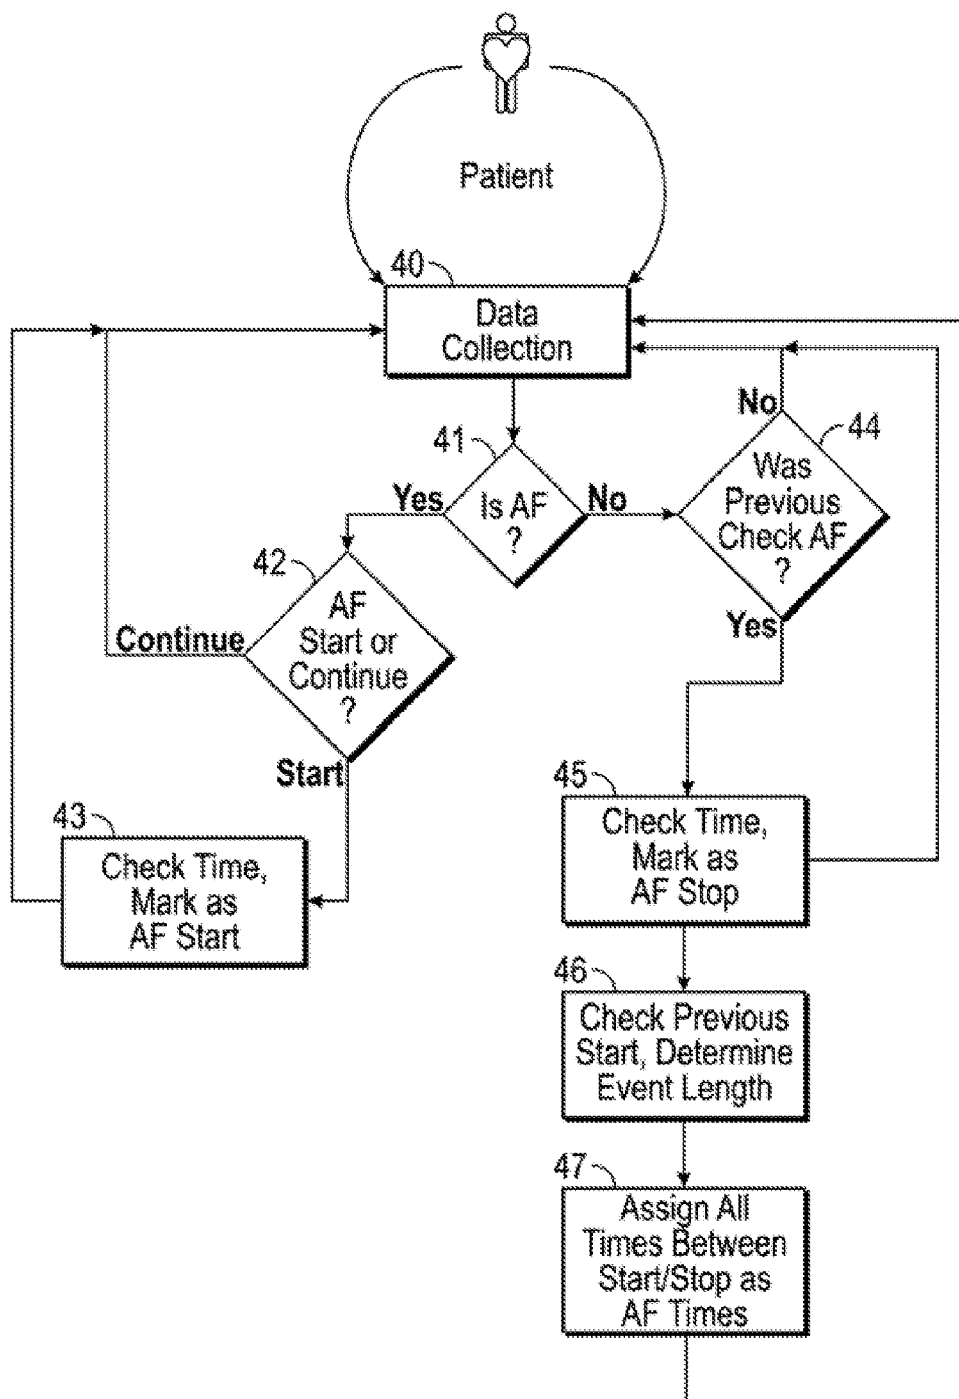 Patient
40
Data
Collection
41
Is AF
?
Yes
No
44
Was
Previous
Check AF
?
No
Yes
42
AF
Start or
Continue
?
Continue
Start
43
Check Time,
Mark as
AF Start
45
Check Time,
Mark as
AF Stop
46
Check Previous
Start, Determine
Event Length
47
Assign All
Times Between
Start/Stop as
AF Times